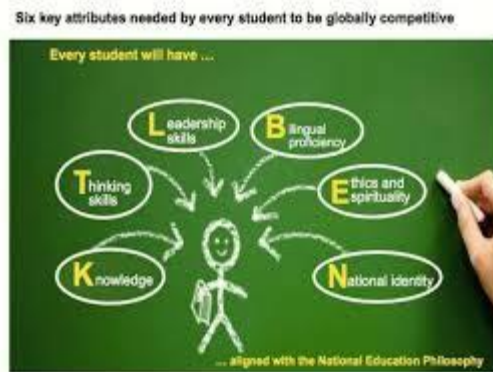 Six key attributes needed by every student to be globally competitive
Every student will have ...
Leadership
skills
Bilingual
proficiency
Thinking
skills
Ethics and
spirituality
Knowledge
National identity
... aligned with the National Education Philosophy